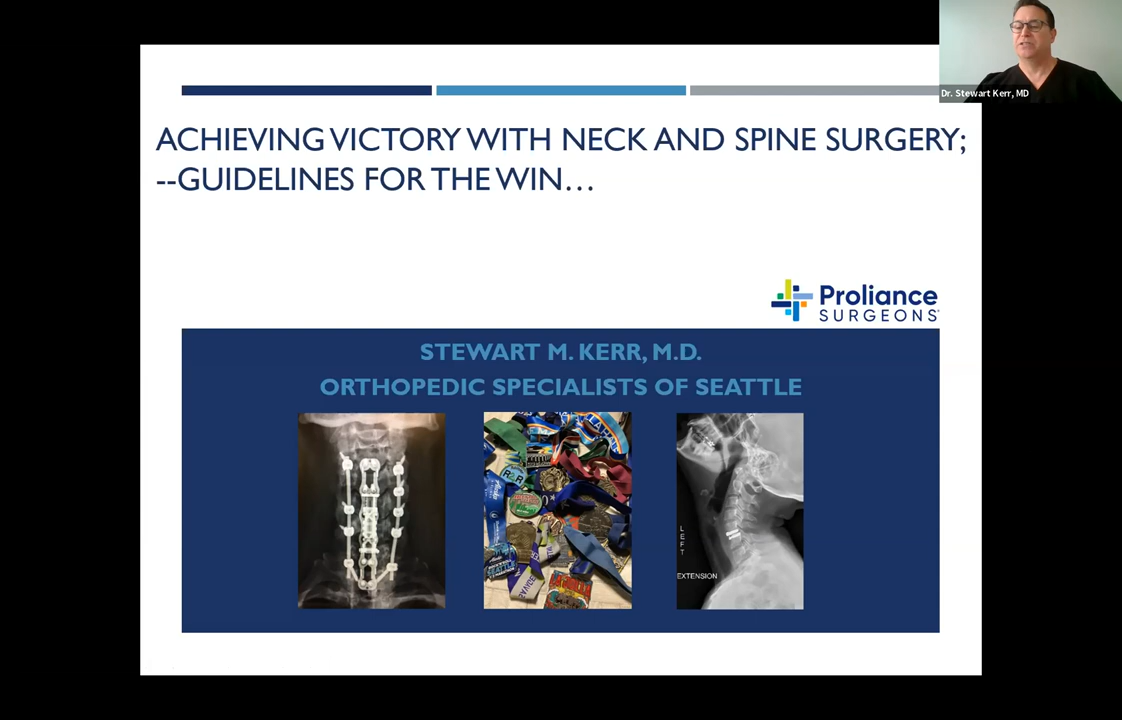 Dr. Stewart Kerr, MD
ACHIEVING VICTORY WITH NECK AND SPINE SURGERY;
--GUIDELINES FOR THE WIN…
Proliance
SURGEONS
STEWART M. KERR, M.D.
ORTHOPEDIC SPECIALISTS OF SEATTLE
R&R
SEATTLE
LEFT
EXTENSION